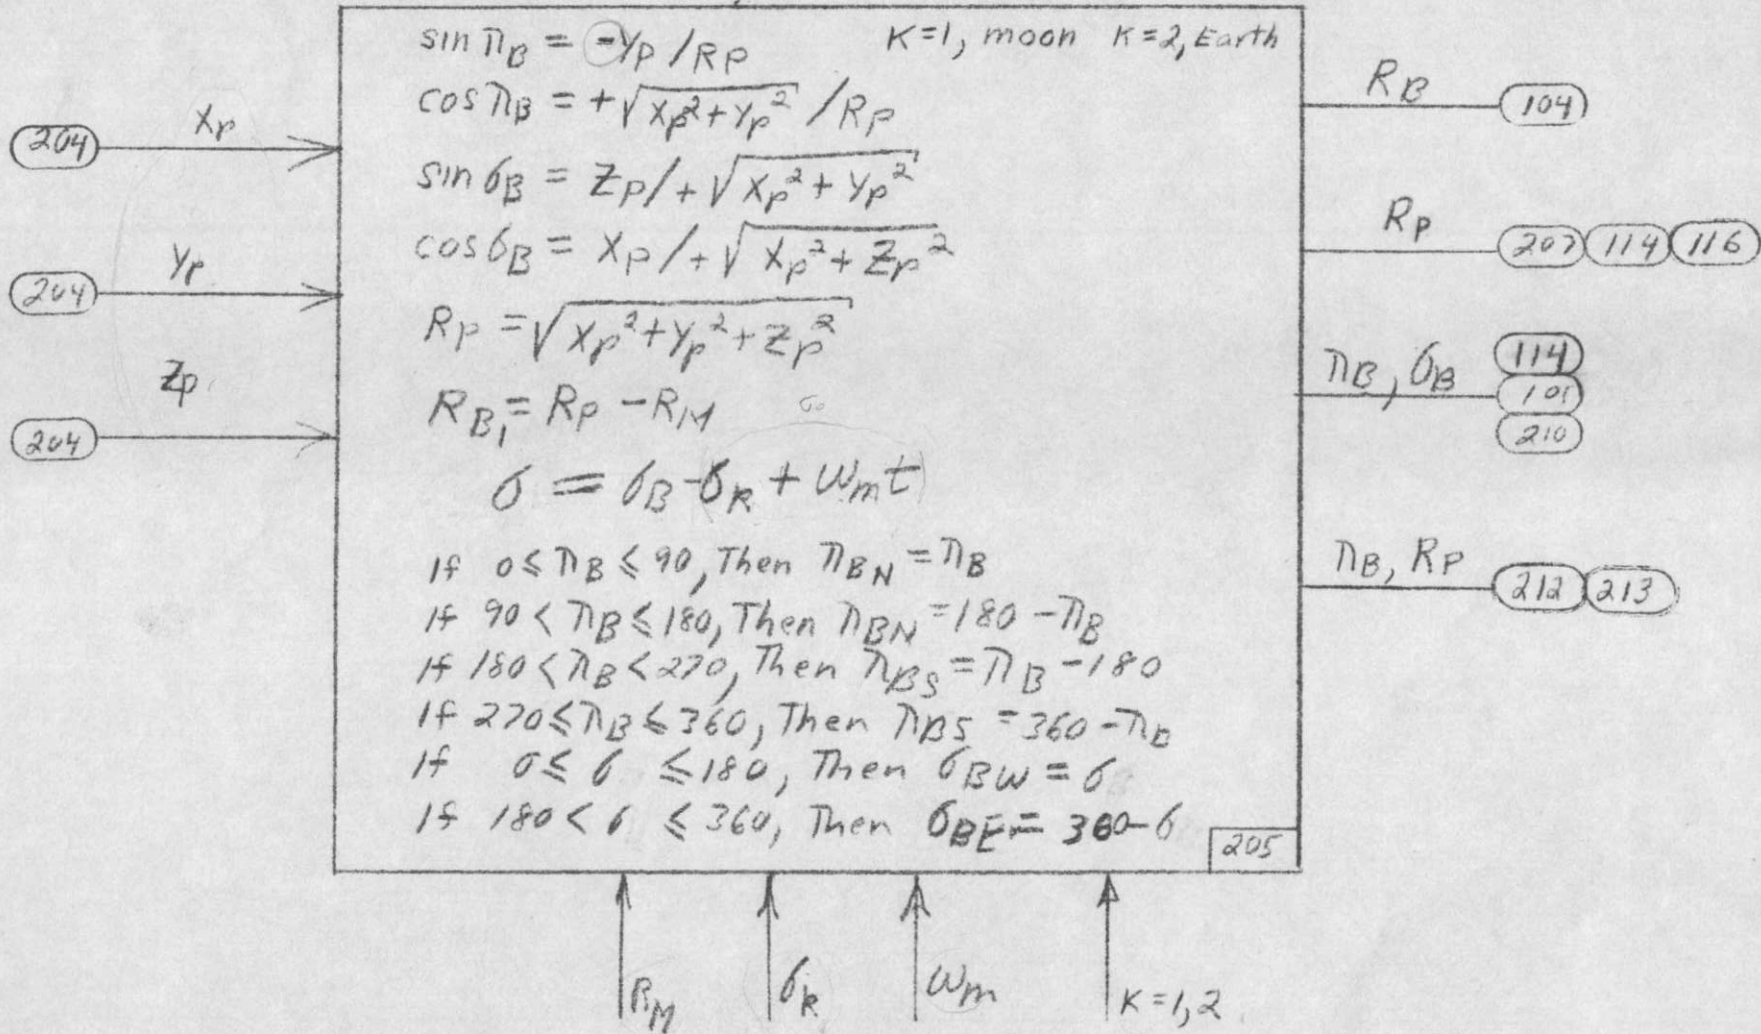 sin πB = -Yp / Rp K=1, moon K=2, Earth
cos πB = +√(Xp² + Yp²) / Rp
sin σB = Zp / +√(Xp² + Yp²)
cos σB = Xp / +√(Xp² + Zp²)
Rp = √(Xp² + Yp² + Zp²)
RB₁ = Rp - RM
σ = σB - σk + ωm t
If 0 ≤ πB ≤ 90, Then πBN = πB
If 90 < πB ≤ 180, Then πBN = 180 - πB
If 180 < πB < 270, Then πBS = πB - 180
If 270 ≤ πB ≤ 360, Then πBS = 360 - πB
If 0 ≤ σ ≤ 180, Then σBW = σ
If 180 < σ ≤ 360, Then σBE = 360 - σ
205
204 Xp
204 Yp
204 Zp
RB 104
Rp 207 114 116
πB, σB 114
101
210
πB, Rp 212 213
RM σk ωm K=1,2